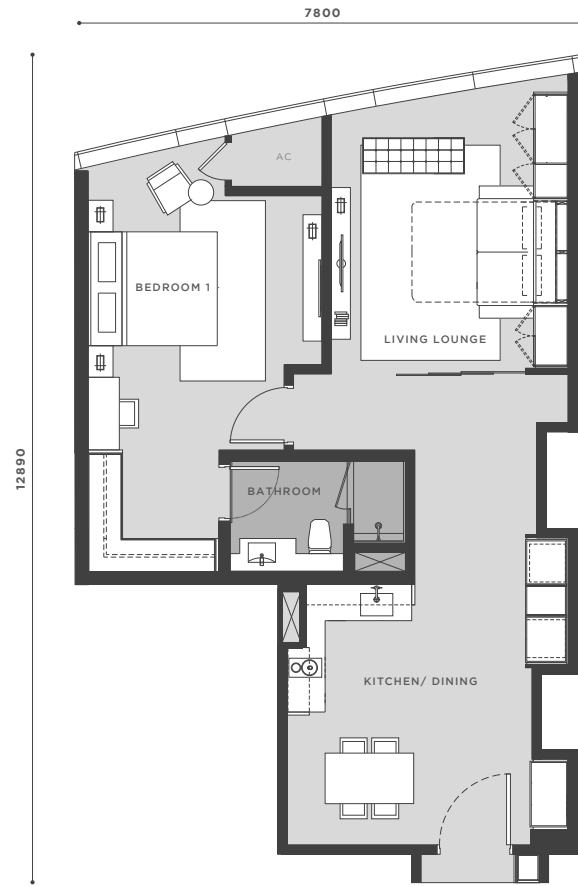 7800
AC
BEDROOM 1
LIVING LOUNGE
12890
BATHROOM
KITCHEN/ DINING